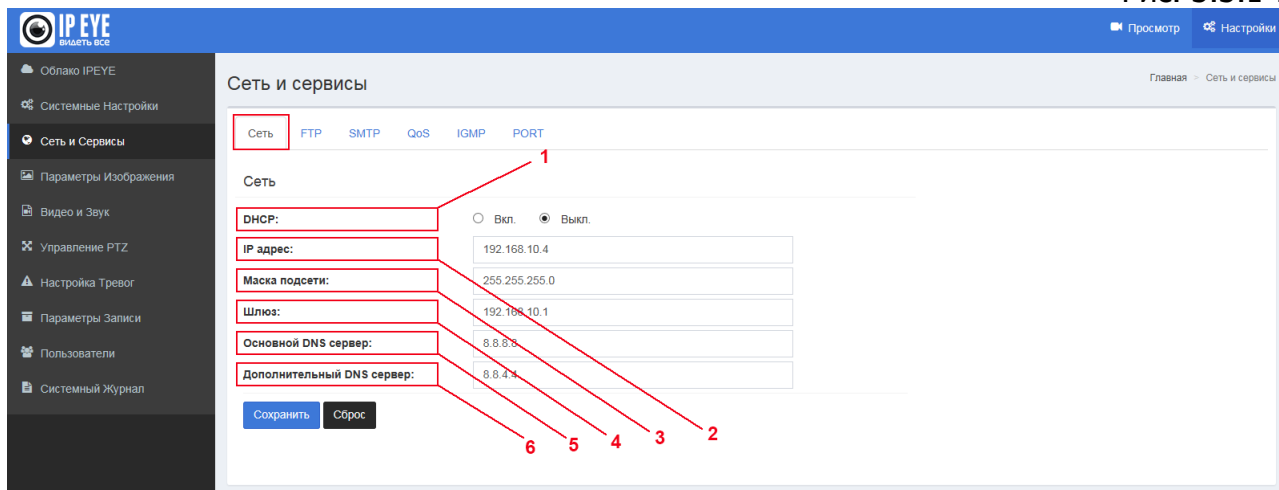 Рис. 3.3.1
IP EYE
видеть все
Просмотр
Настройки
Облако IPEYE
Системные Настройки
Сеть и Сервисы
Параметры Изображения
Видео и Звук
Управление PTZ
Настройка Тревог
Параметры Записи
Пользователи
Системный Журнал
Сеть и сервисы
Главная > Сеть и сервисы
Сеть FTP SMTP QoS IGMP PORT
1
Сеть
DHCP: Вкл. Выкл.
IP адрес: 192.168.10.4
Маска подсети: 255.255.255.0
Шлюз: 192.168.10.1
Основной DNS сервер: 8.8.8.8
Дополнительный DNS сервер: 8.8.4.4
Сохранить Сброс
6 5 4 3 2